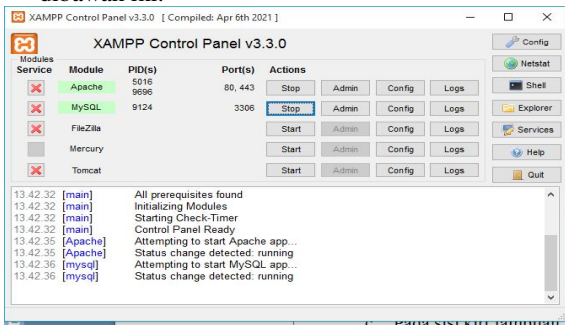 XAMPP Control Panel v3.3.0 [ Compiled: Apr 6th 2021 ]
XAMPP Control Panel v3.3.0
Config
Modules
Service Module PID(s) Port(s) Actions
Netstat
Apache 5016 9696 80, 443 Stop Admin Config Logs
Shell
MySQL 9124 3306 Stop Admin Config Logs
Explorer
FileZilla Start Admin Config Logs
Services
Mercury Start Admin Config Logs
Help
Tomcat Start Admin Config Logs
Quit
13.42.32 [main] All prerequisites found
13.42.32 [main] Initializing Modules
13.42.32 [main] Starting Check-Timer
13.42.32 [main] Control Panel Ready
13.42.35 [Apache] Attempting to start Apache app...
13.42.35 [Apache] Status change detected: running
13.42.36 [mysql] Attempting to start MySQL app...
13.42.36 [mysql] Status change detected: running